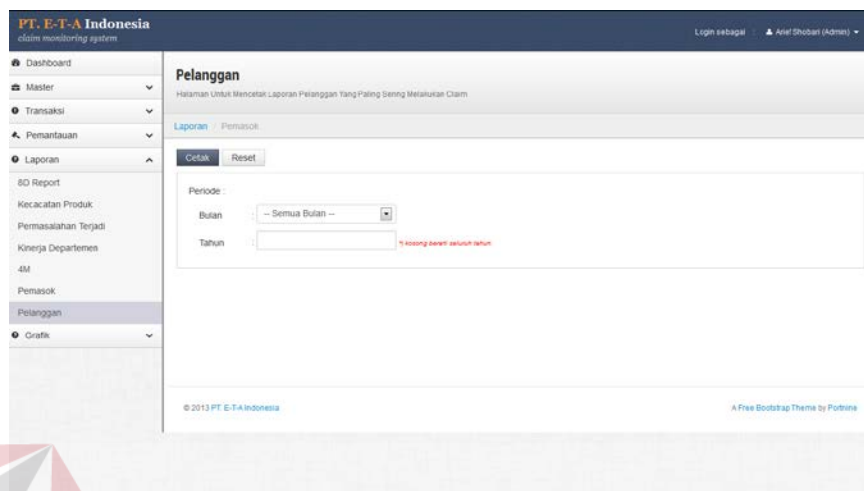 PT. E-T-A Indonesia
claim monitoring system
Login sebagai : Arief Shobari (Admin)
Dashboard
Master
Transaksi
Pemantauan
Laporan
8D Report
Kecacatan Produk
Permasalahan Terjadi
Kinerja Departemen
4M
Pemasok
Pelanggan
Grafik
Pelanggan
Halaman Untuk Mencetak Laporan Pelanggan Yang Paling Sering Melakukan Claim
Laporan / Pemasok
Cetak Reset
Periode :
Bulan : -- Semua Bulan --
Tahun : *) kosong berarti seluruh tahun
© 2013 PT. E-T-A Indonesia
A Free Bootstrap Theme by Portnine